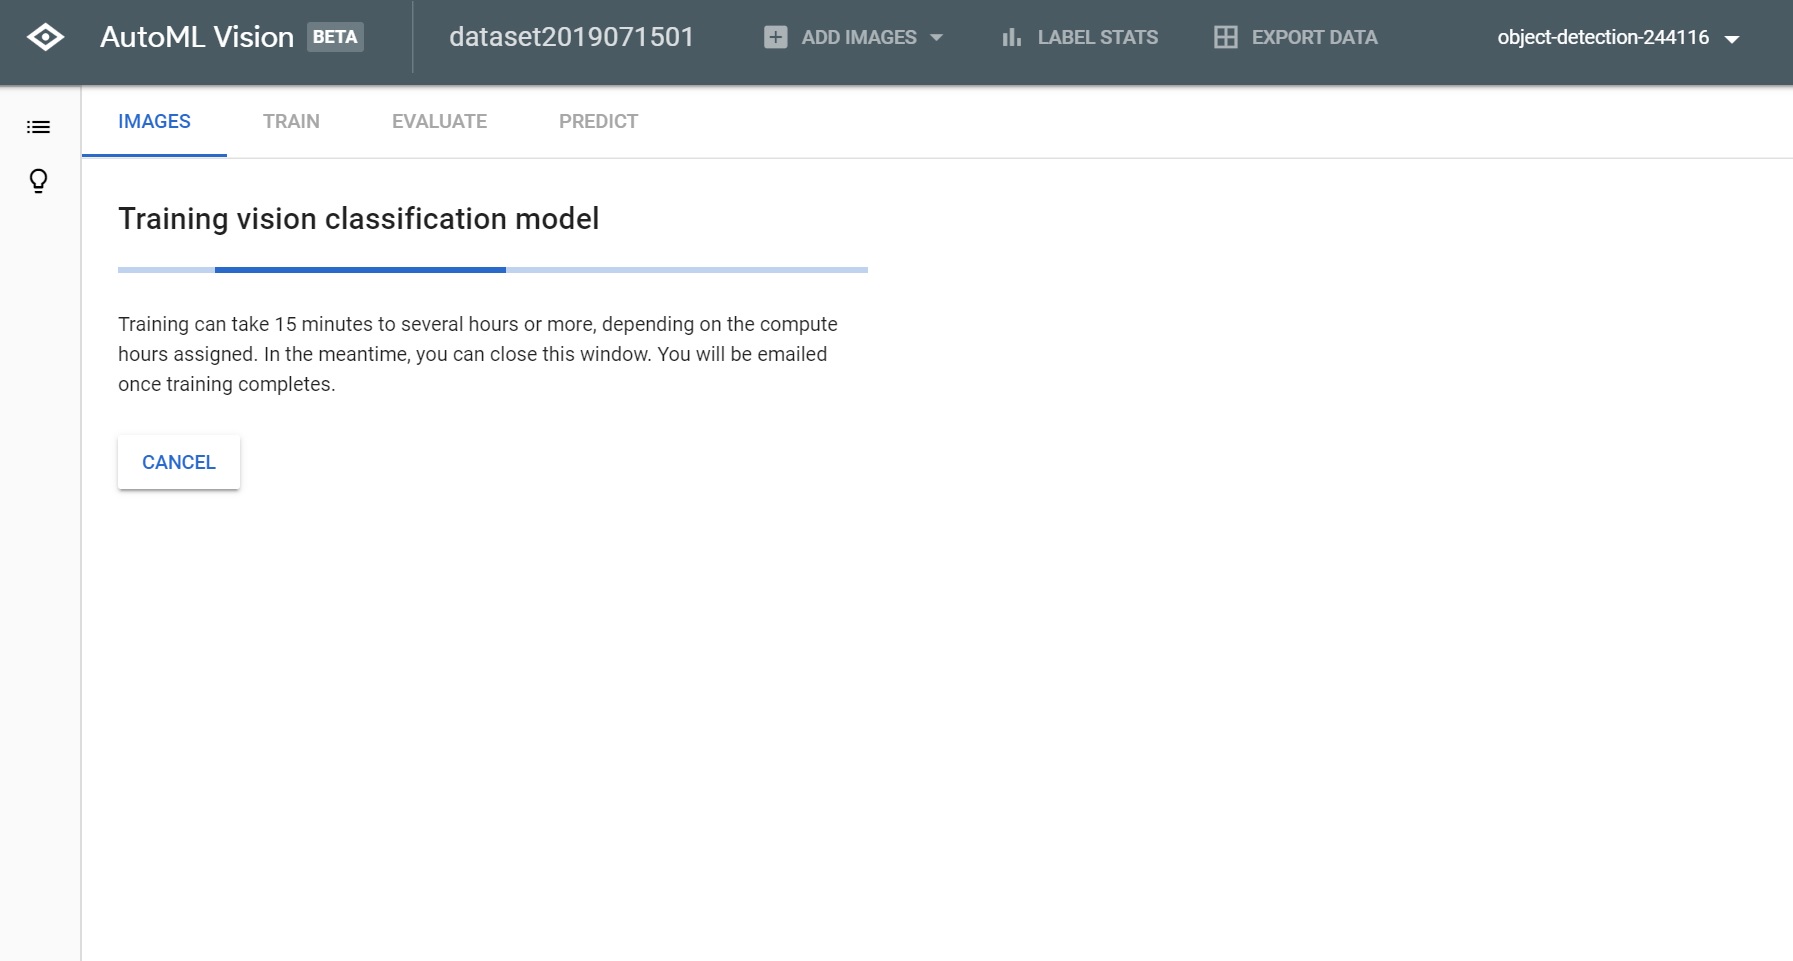 AutoML Vision BETA dataset2019071501 ADD IMAGES LABEL STATS EXPORT DATA object-detection-244116
IMAGES TRAIN EVALUATE PREDICT
Training vision classification model
Training can take 15 minutes to several hours or more, depending on the compute
hours assigned. In the meantime, you can close this window. You will be emailed
once training completes.
CANCEL